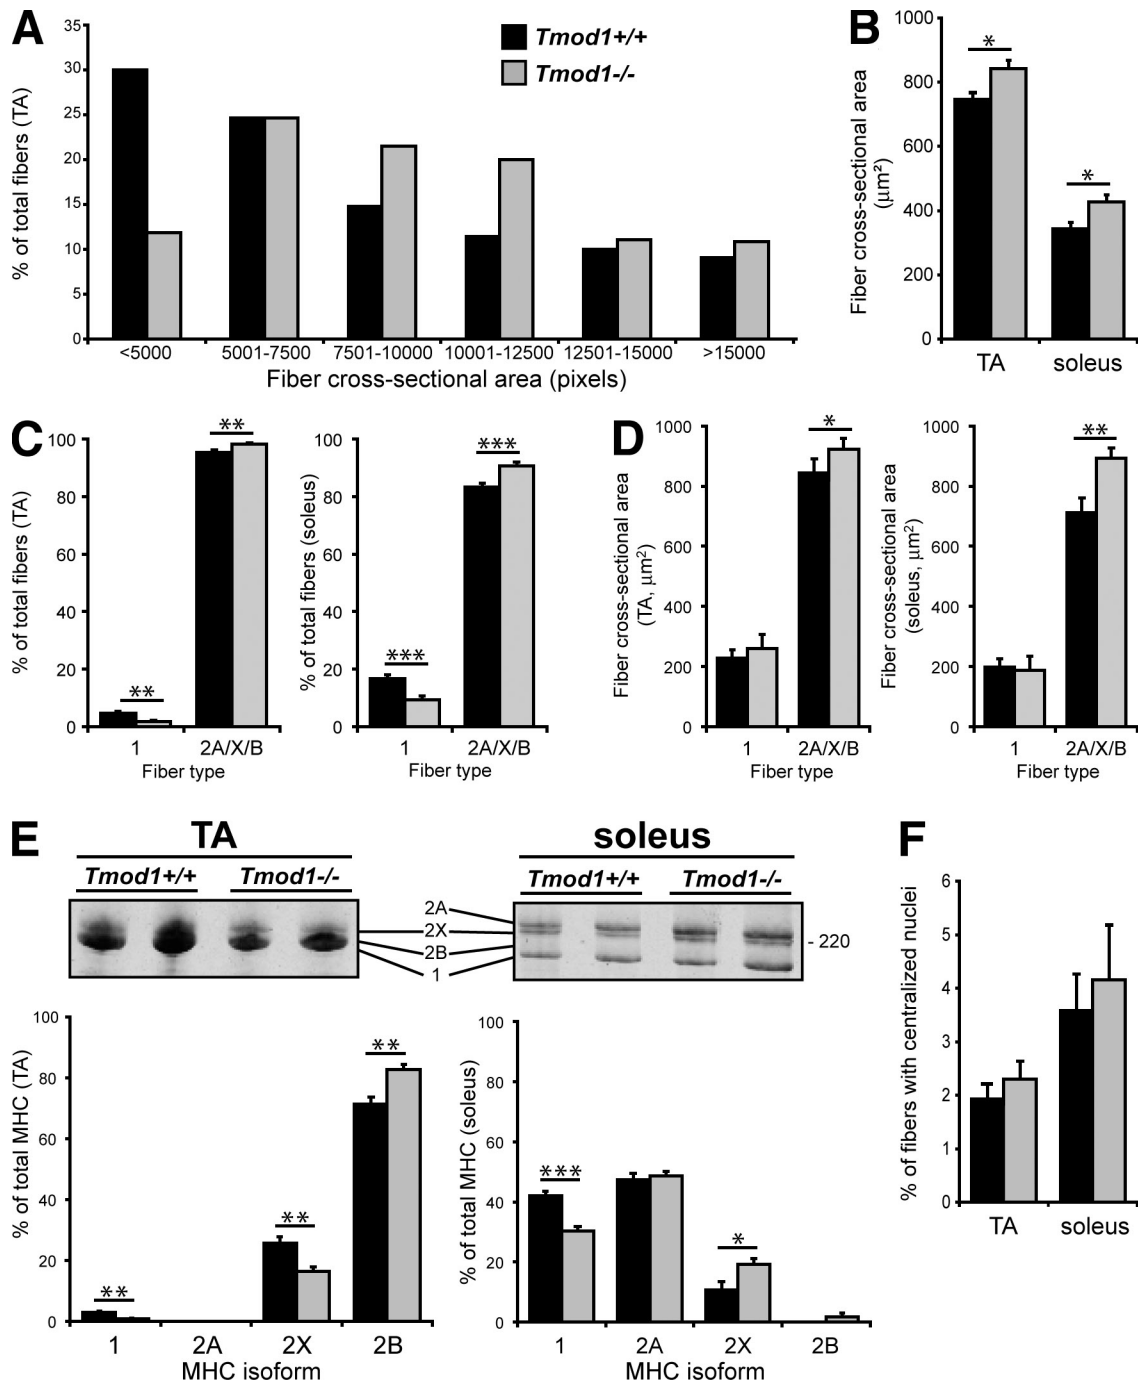 A
35
30
25
20
15
10
5
0
% of total fibers (TA)
Tmod1+/+
Tmod1-/-
<5000 5001-7500 7501-10000 10001-12500 12501-15000 >15000
Fiber cross-sectional area (pixels)
B
1000
800
600
400
200
0
Fiber cross-sectional area
(μm²)
* *
TA soleus
C
100
80
60
40
20
0
% of total fibers (TA)
** **
1 2A/X/B
Fiber type
100
80
60
40
20
0
% of total fibers (soleus)
*** ***
1 2A/X/B
Fiber type
D
1000
800
600
400
200
0
Fiber cross-sectional area
(TA, μm²)
*
1 2A/X/B
Fiber type
1000
800
600
400
200
0
Fiber cross-sectional area
(soleus, μm²)
**
1 2A/X/B
Fiber type
E
TA soleus
Tmod1+/+ Tmod1-/- Tmod1+/+ Tmod1-/-
2A
2X
2B
1
- 220
100
80
60
40
20
0
% of total MHC (TA)
** ** **
1 2A 2X 2B
MHC isoform
100
80
60
40
20
0
% of total MHC (soleus)
*** *
1 2A 2X 2B
MHC isoform
F
6
5
4
3
2
1
0
% of fibers with centralized nuclei
TA soleus